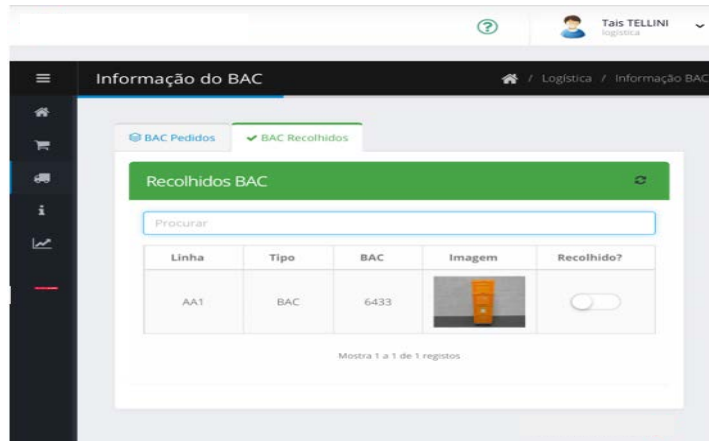 Tais TELLINI
logística
Informação do BAC
/ Logística / Informação BAC
BAC Pedidos
BAC Recolhidos
Recolhidos BAC
Procurar
Linha Tipo BAC Imagem Recolhido?
AA1 BAC 6433
Mostra 1 a 1 de 1 registos